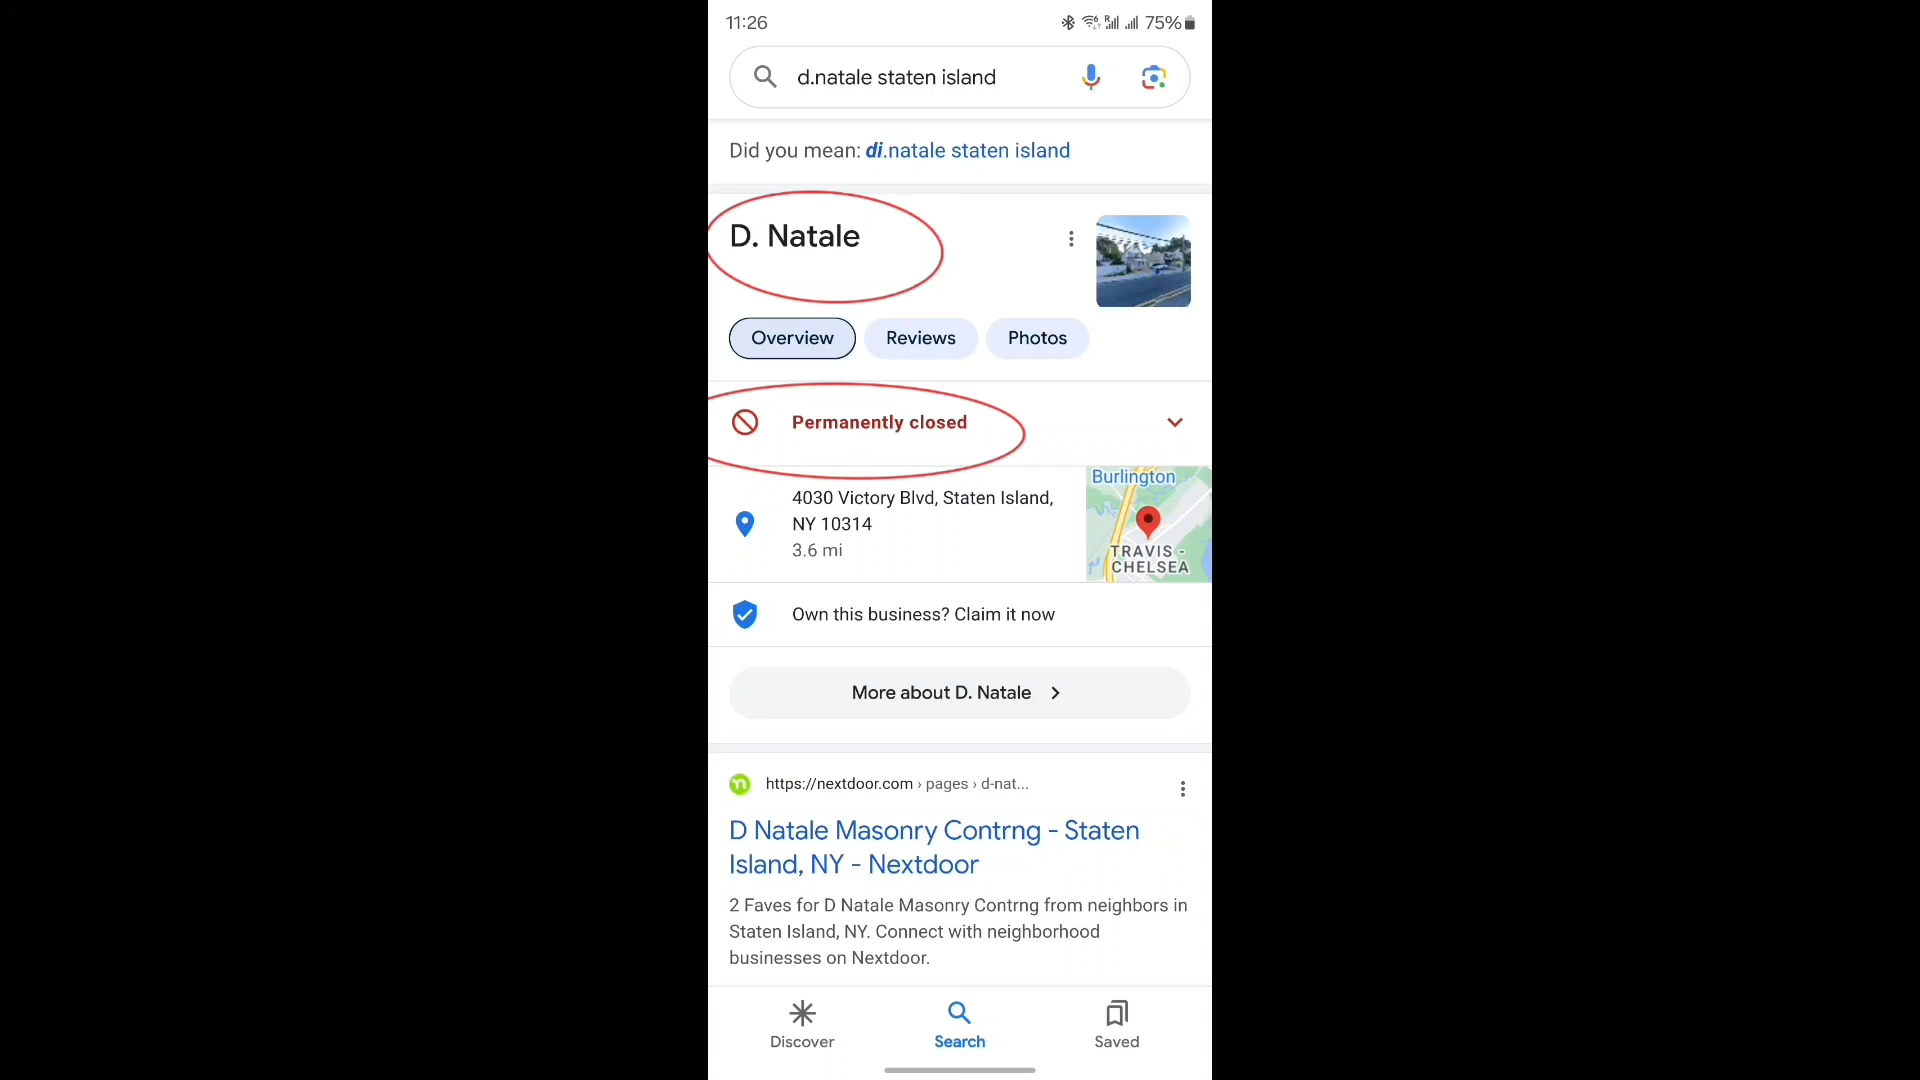 11:26
75%
d.natale staten island
Did you mean: di.natale staten island
D. Natale
Overview
Reviews
Photos
Permanently closed
4030 Victory Blvd, Staten Island,
NY 10314
3.6 mi
Burlington
TRAVIS -
CHELSEA
Own this business? Claim it now
More about D. Natale
https://nextdoor.com › pages › d-nat...
D Natale Masonry Contrng - Staten
Island, NY - Nextdoor
2 Faves for D Natale Masonry Contrng from neighbors in
Staten Island, NY. Connect with neighborhood
businesses on Nextdoor.
Discover
Search
Saved